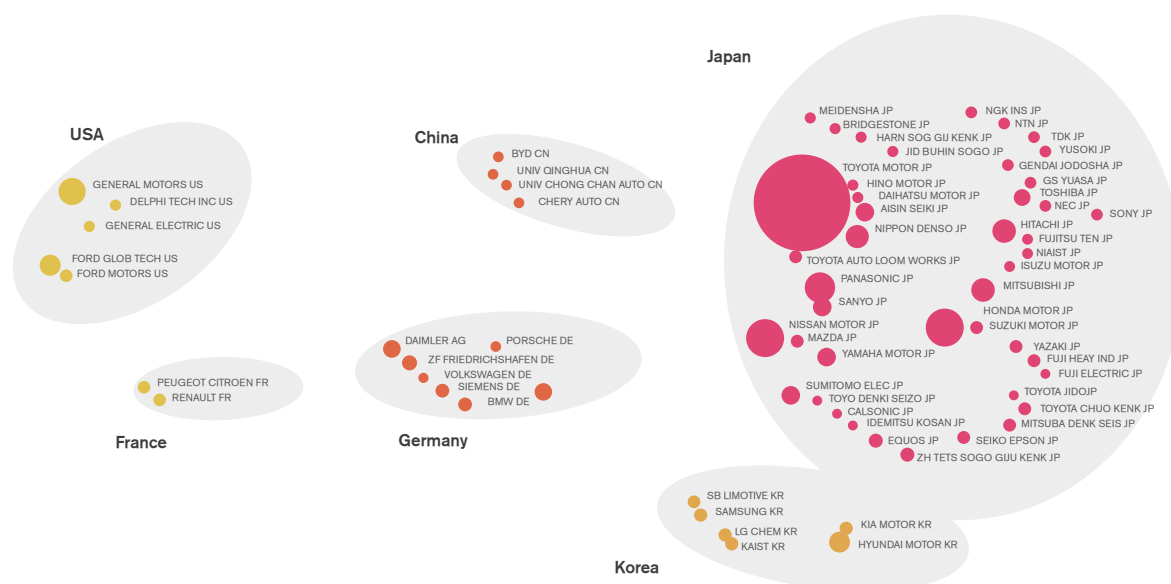 USA
GENERAL MOTORS US
DELPHI TECH INC US
GENERAL ELECTRIC US
FORD GLOB TECH US
FORD MOTORS US
PEUGEOT CITROEN FR
RENAULT FR
France
China
BYD CN
UNIV QINGHUA CN
UNIV CHONG CHAN AUTO CN
CHERY AUTO CN
DAIMLER AG
PORSCHE DE
ZF FRIEDRICHSHAFEN DE
VOLKSWAGEN DE
SIEMENS DE
BMW DE
Germany
Japan
MEIDENSHA JP
BRIDGESTONE JP
HARN SOG GIJ KENK JP
JID BUHIN SOGO JP
TOYOTA MOTOR JP
HINO MOTOR JP
DAIHATSU MOTOR JP
AISIN SEIKI JP
NIPPON DENSO JP
TOYOTA AUTO LOOM WORKS JP
PANASONIC JP
SANYO JP
NISSAN MOTOR JP
MAZDA JP
YAMAHA MOTOR JP
SUMITOMO ELEC JP
TOYO DENKI SEIZO JP
CALSONIC JP
IDEMITSU KOSAN JP
EQUOS JP
ZH TETS SOGO GIJU KENK JP
NGK INS JP
NTN JP
TDK JP
YUSOKI JP
GENDAI JODOSHA JP
GS YUASA JP
TOSHIBA JP
NEC JP
SONY JP
HITACHI JP
FUJITSU TEN JP
NIAIST JP
ISUZU MOTOR JP
MITSUBISHI JP
HONDA MOTOR JP
SUZUKI MOTOR JP
YAZAKI JP
FUJI HEAY IND JP
FUJI ELECTRIC JP
TOYOTA JIDOJP
TOYOTA CHUO KENK JP
MITSUBA DENK SEIS JP
SEIKO EPSON JP
SB LIMOTIVE KR
SAMSUNG KR
LG CHEM KR
KAIST KR
KIA MOTOR KR
HYUNDAI MOTOR KR
Korea